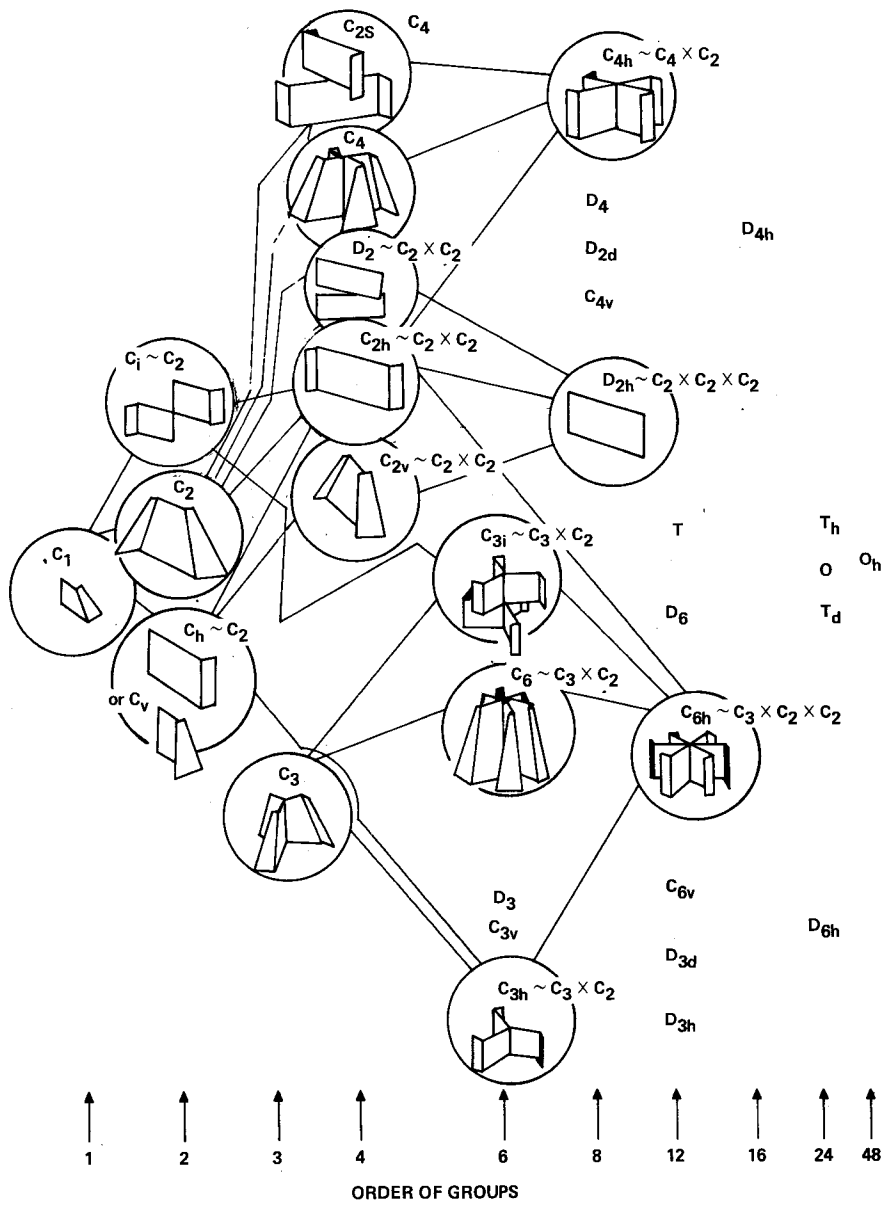 C2S C4
C4h ~ C4 × C2
C4
D4
D4h
D2 ~ C2 × C2
D2d
C4v
C2h ~ C2 × C2
Ci ~ C2
D2h ~ C2 × C2 × C2
C2v ~ C2 × C2
C2
C3i ~ C3 × C2
T
Th
C1
O
Oh
D6
Td
Ch ~ C2
or Cv
C6 ~ C3 × C2
C6h ~ C3 × C2 × C2
C3
D3
C6v
C3v
D6h
D3d
C3h ~ C3 × C2
D3h
1 2 3 4 6 8 12 16 24 48
ORDER OF GROUPS